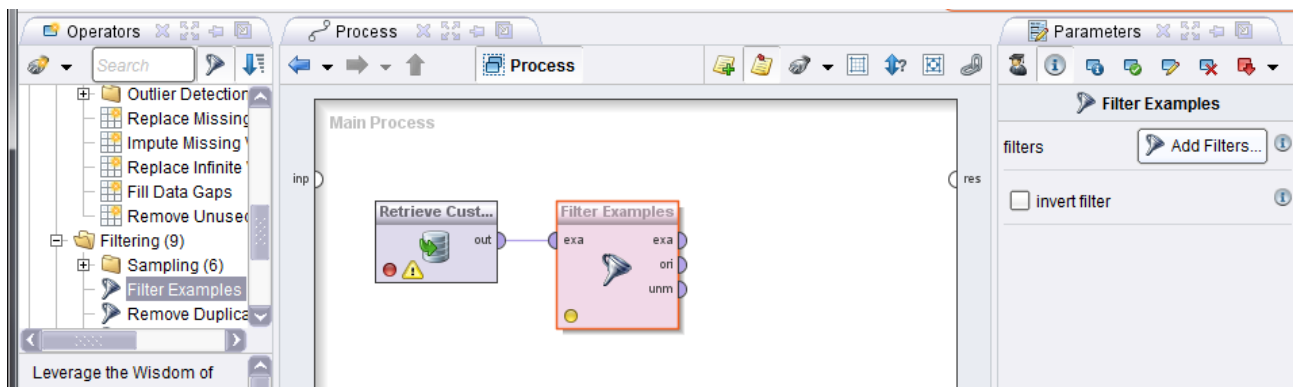 Operators
Process
Parameters
Search
Process
Outlier Detection
Replace Missing
Impute Missing
Replace Infinite
Fill Data Gaps
Remove Unused
Filtering (9)
Sampling (6)
Filter Examples
Remove Duplica
Leverage the Wisdom of
Main Process
inp
res
Retrieve Cust...
out
Filter Examples
exa
exa
ori
unm
Filter Examples
filters
Add Filters...
invert filter